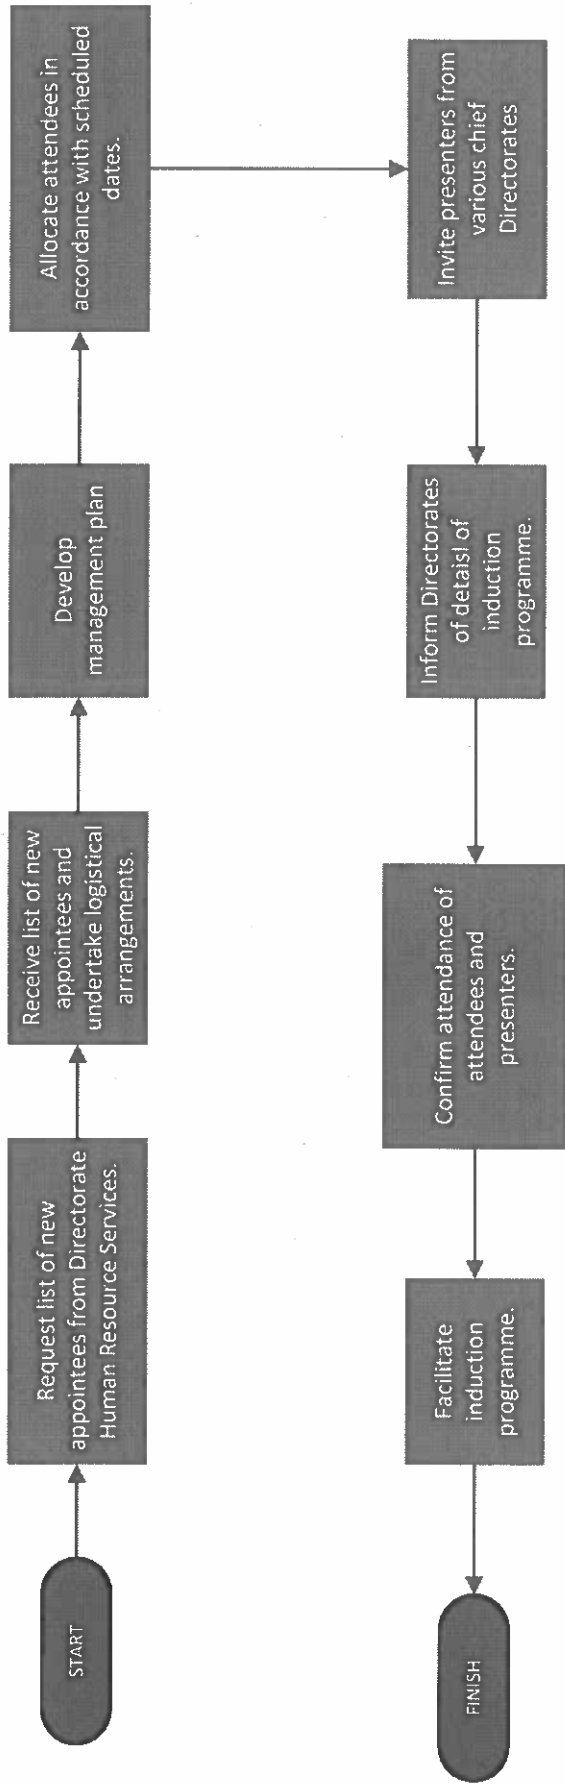 START
Request list of new
appointees from Directorate
Human Resource Services.
Receive list of new
appointees and
undertake logistical
arrangements.
Develop
management plan
Allocate attendees in
accordance with scheduled
dates.
Invite presenters from
various chief
Directorates
Inform Directorates
of detaisl of
induction
programme.
Confirm attendance of
attendees and
presenters.
Facilitate
induction
programme.
FINISH